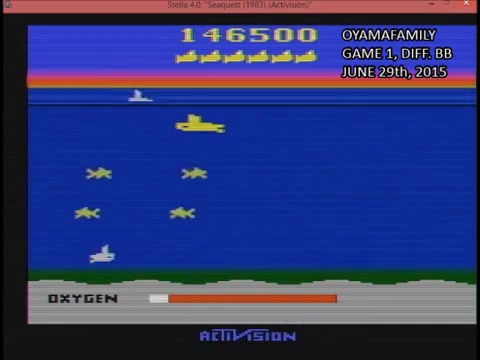 Stella 4.0: "Seaquest (1983) (Activision)"
146500
OYAMAFAMILY
GAME 1, DIFF. BB
JUNE 29th, 2015
OXYGEN
ACTIVISION